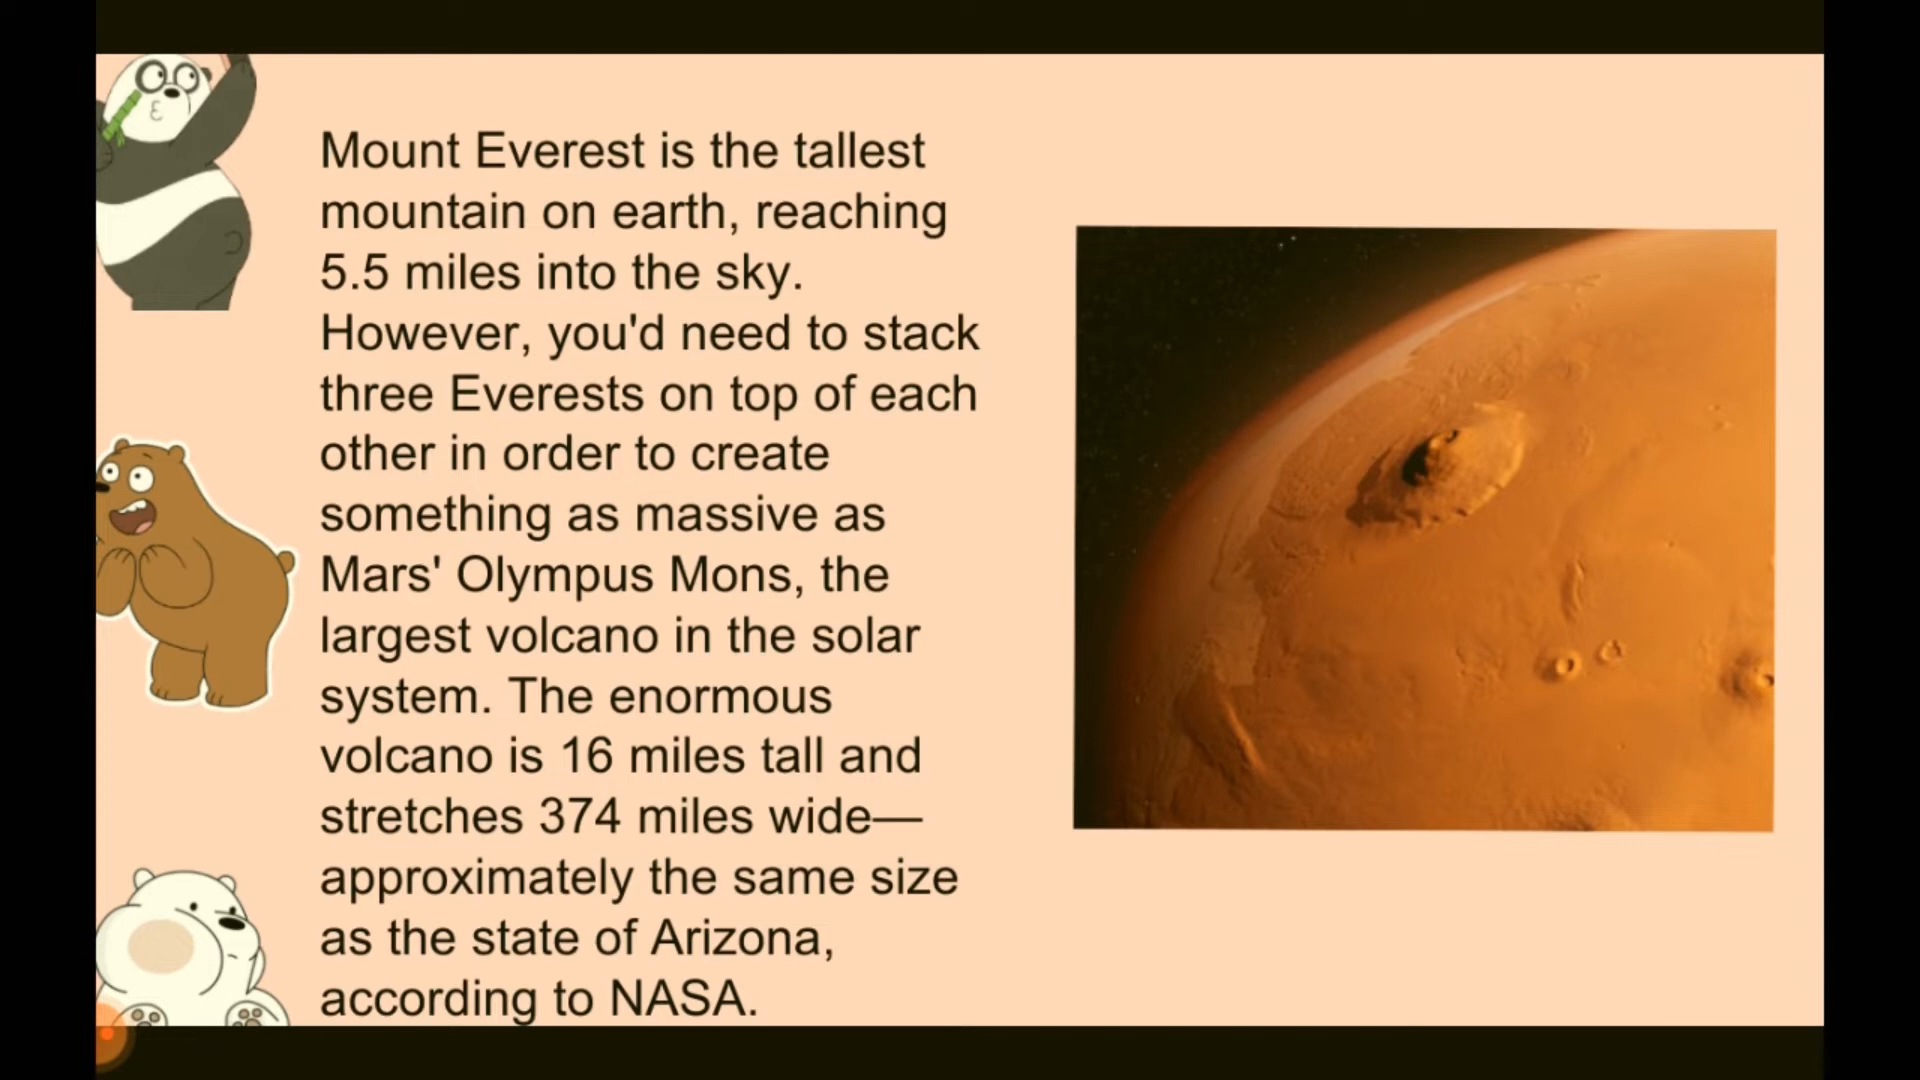 Mount Everest is the tallest
mountain on earth, reaching
5.5 miles into the sky.
However, you'd need to stack
three Everests on top of each
other in order to create
something as massive as
Mars' Olympus Mons, the
largest volcano in the solar
system. The enormous
volcano is 16 miles tall and
stretches 374 miles wide—
approximately the same size
as the state of Arizona,
according to NASA.